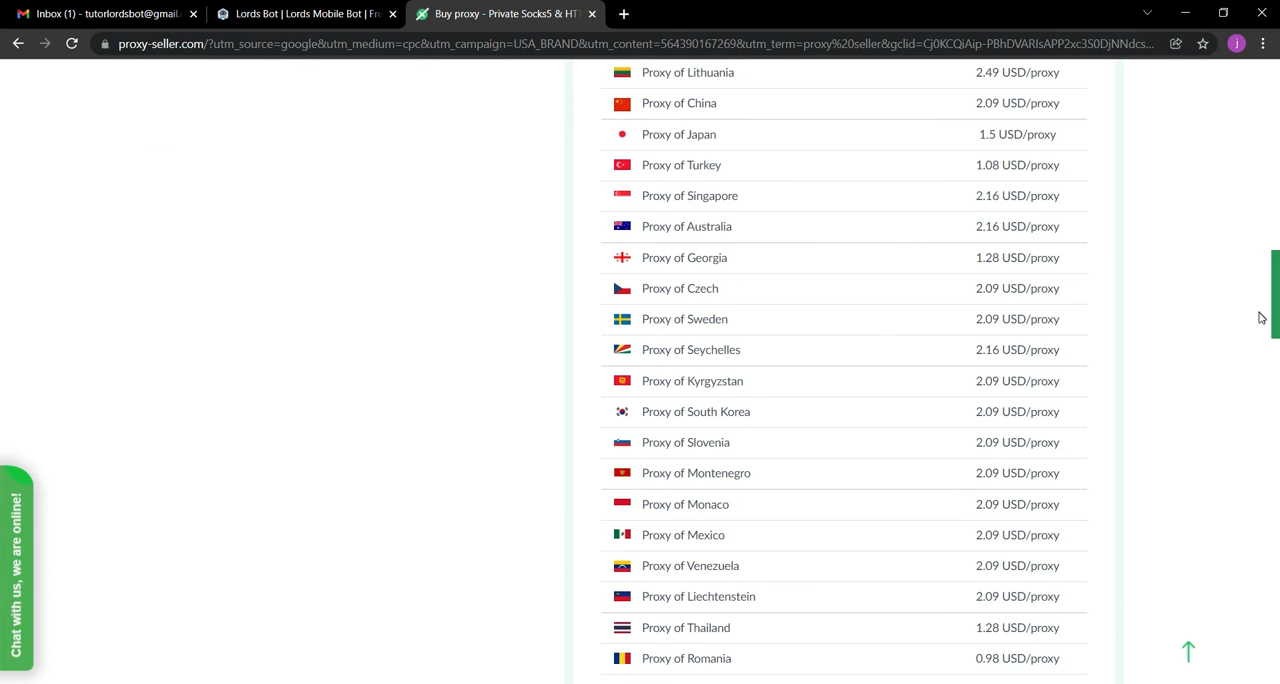 Inbox (1) - tutorlordsbot@gmail.
Lords Bot | Lords Mobile Bot | Fre
Buy proxy - Private Socks5 & HTT
proxy-seller.com/?utm_source=google&utm_medium=cpc&utm_campaign=USA_BRAND&utm_content=564390167269&utm_term=proxy%20seller&gclid=Cj0KCQiAip-PBhDVARIsAPP2xc3S0DjNNdcs...
j
Proxy of Lithuania 2.49 USD/proxy
Proxy of China 2.09 USD/proxy
Proxy of Japan 1.5 USD/proxy
Proxy of Turkey 1.08 USD/proxy
Proxy of Singapore 2.16 USD/proxy
Proxy of Australia 2.16 USD/proxy
Proxy of Georgia 1.28 USD/proxy
Proxy of Czech 2.09 USD/proxy
Proxy of Sweden 2.09 USD/proxy
Proxy of Seychelles 2.16 USD/proxy
Proxy of Kyrgyzstan 2.09 USD/proxy
Proxy of South Korea 2.09 USD/proxy
Proxy of Slovenia 2.09 USD/proxy
Proxy of Montenegro 2.09 USD/proxy
Proxy of Monaco 2.09 USD/proxy
Proxy of Mexico 2.09 USD/proxy
Proxy of Venezuela 2.09 USD/proxy
Proxy of Liechtenstein 2.09 USD/proxy
Proxy of Thailand 1.28 USD/proxy
Proxy of Romania 0.98 USD/proxy
Chat with us, we are online!